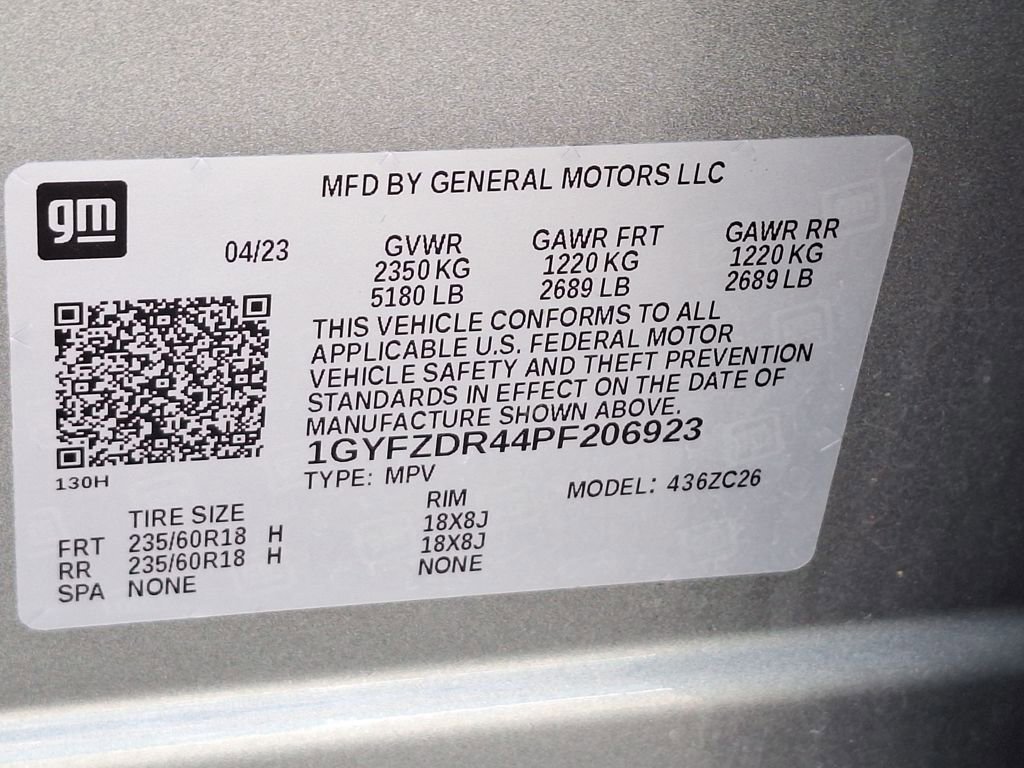 gm
MFD BY GENERAL MOTORS LLC
04/23
GVWR
2350 KG
5180 LB
GAWR FRT
1220 KG
2689 LB
GAWR RR
1220 KG
2689 LB
THIS VEHICLE CONFORMS TO ALL
APPLICABLE U.S. FEDERAL MOTOR
VEHICLE SAFETY AND THEFT PREVENTION
STANDARDS IN EFFECT ON THE DATE OF
MANUFACTURE SHOWN ABOVE.
1GYFZDR44PF206923
130H
TYPE: MPV
MODEL: 436ZC26
TIRE SIZE RIM
FRT 235/60R18 H 18X8J
RR 235/60R18 H 18X8J
SPA NONE NONE